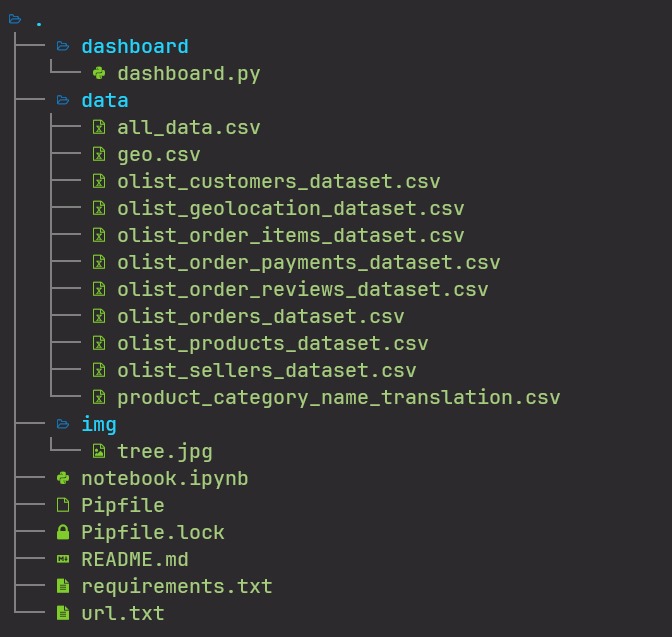 .
dashboard
dashboard.py
data
all_data.csv
geo.csv
olist_customers_dataset.csv
olist_geolocation_dataset.csv
olist_order_items_dataset.csv
olist_order_payments_dataset.csv
olist_order_reviews_dataset.csv
olist_orders_dataset.csv
olist_products_dataset.csv
olist_sellers_dataset.csv
product_category_name_translation.csv
img
tree.jpg
notebook.ipynb
Pipfile
Pipfile.lock
README.md
requirements.txt
url.txt